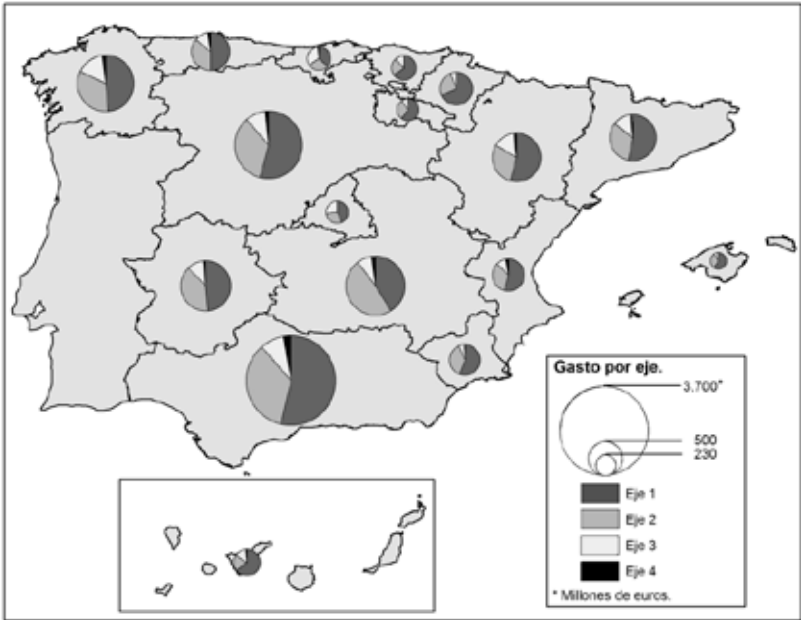 Gasto por eje.
3.700*
500
230
Eje 1
Eje 2
Eje 3
Eje 4
* Millones de euros.